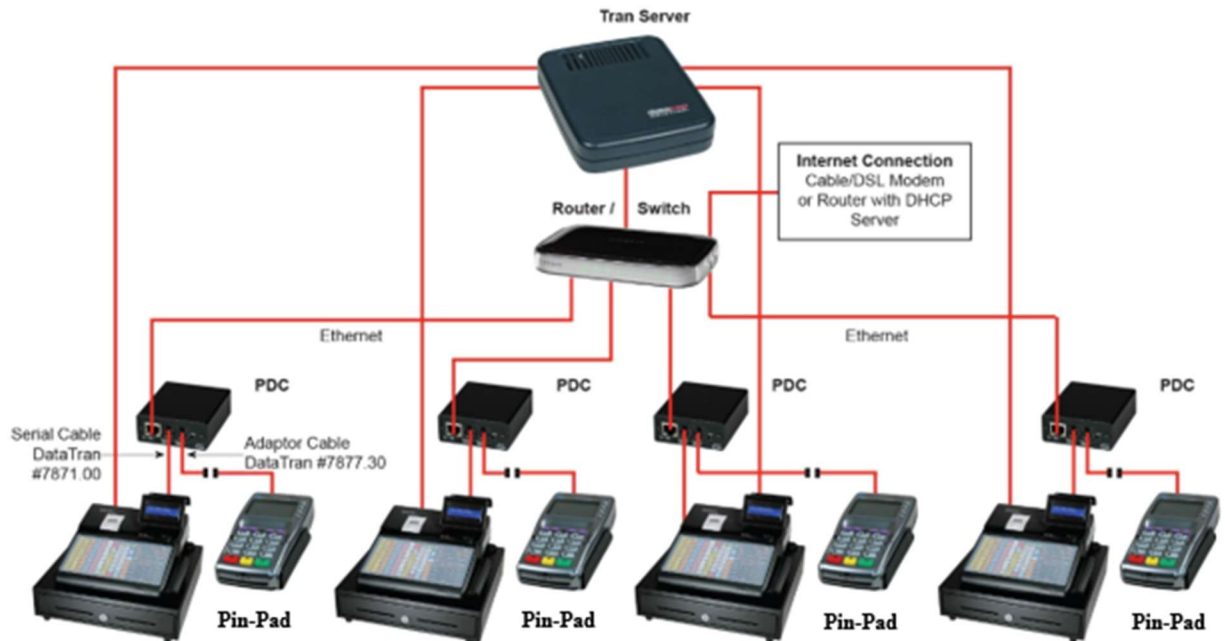 Tran Server
Internet Connection
Cable/DSL Modem
or Router with DHCP
Server
Router / Switch
Ethernet
Ethernet
PDC
PDC
PDC
PDC
Serial Cable
DataTran
#7871.00
Adaptor Cable
DataTran #7877.30
Pin-Pad
Pin-Pad
Pin-Pad
Pin-Pad